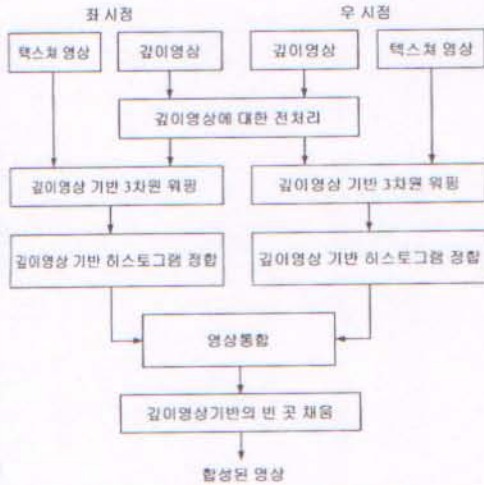 좌 시점
우 시점
텍스쳐 영상
깊이영상
깊이영상
텍스쳐 영상
깊이영상에 대한 전처리
깊이영상 기반 3차원 워핑
깊이영상 기반 3차원 워핑
깊이영상 기반 히스토그램 정합
깊이영상 기반 히스토그램 정합
영상통합
깊이영상기반의 빈 곳 채움
합성된 영상